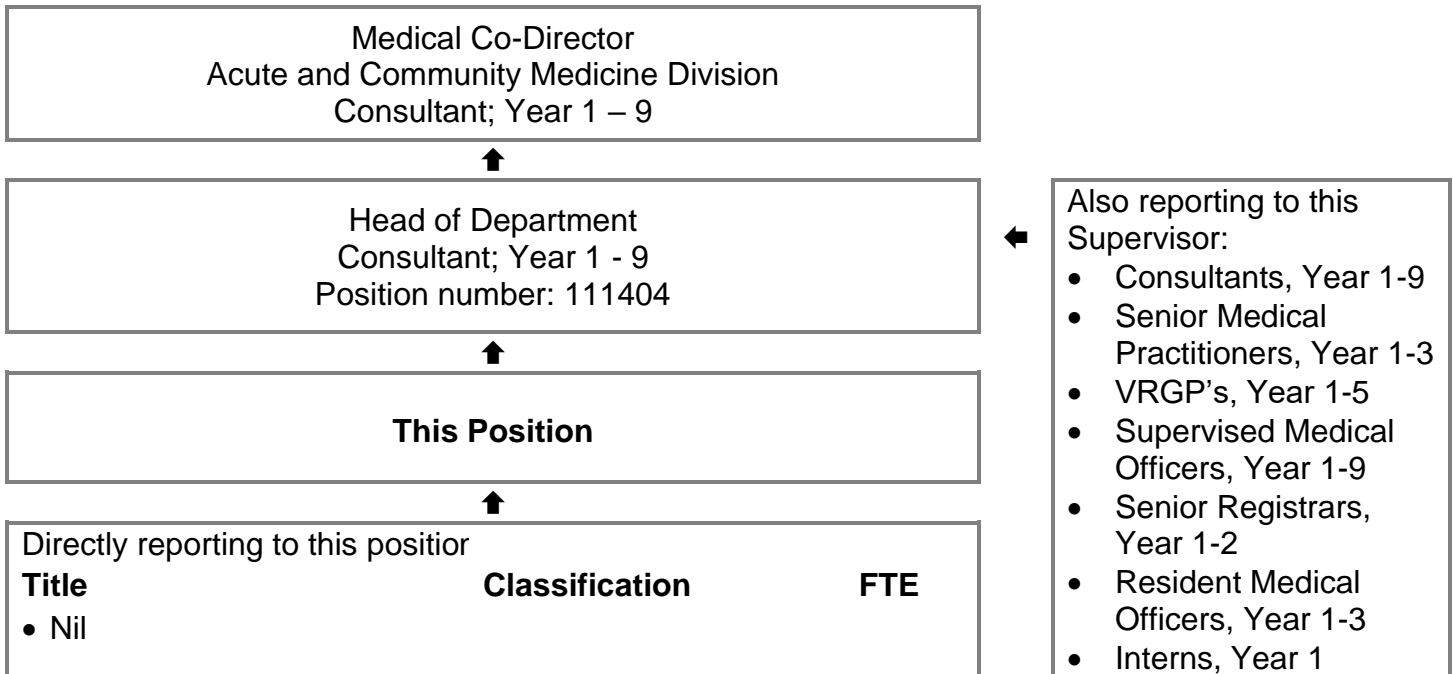 Medical Co-Director
Acute and Community Medicine Division
Consultant; Year 1 – 9
Head of Department
Consultant; Year 1 - 9
Position number: 111404
This Position
Directly reporting to this position
Title Classification FTE
• Nil
Also reporting to this
Supervisor:
• Consultants, Year 1-9
• Senior Medical
Practitioners, Year 1-3
• VRGP's, Year 1-5
• Supervised Medical
Officers, Year 1-9
• Senior Registrars,
Year 1-2
• Resident Medical
Officers, Year 1-3
• Interns, Year 1